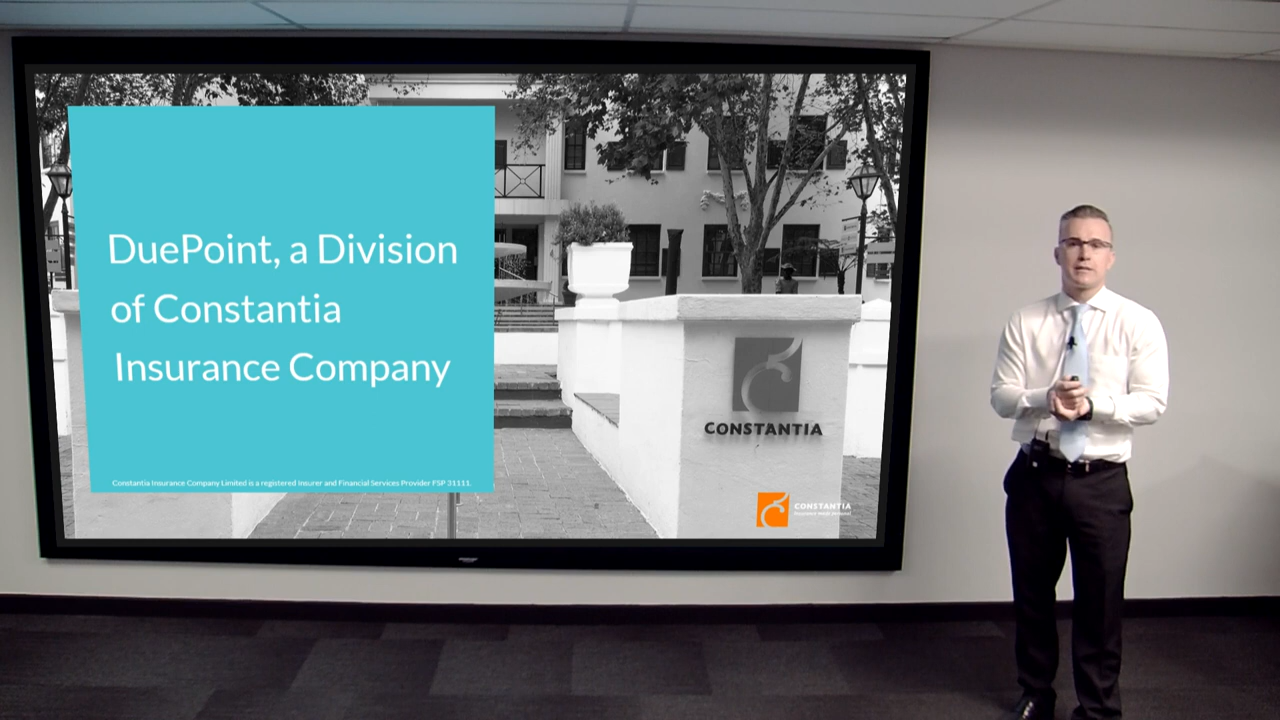 DuePoint, a Division
of Constantia
Insurance Company
Constantia Insurance Company Limited is a registered Insurer and Financial Services Provider FSP 31111.
CONSTANTIA
CONSTANTIA